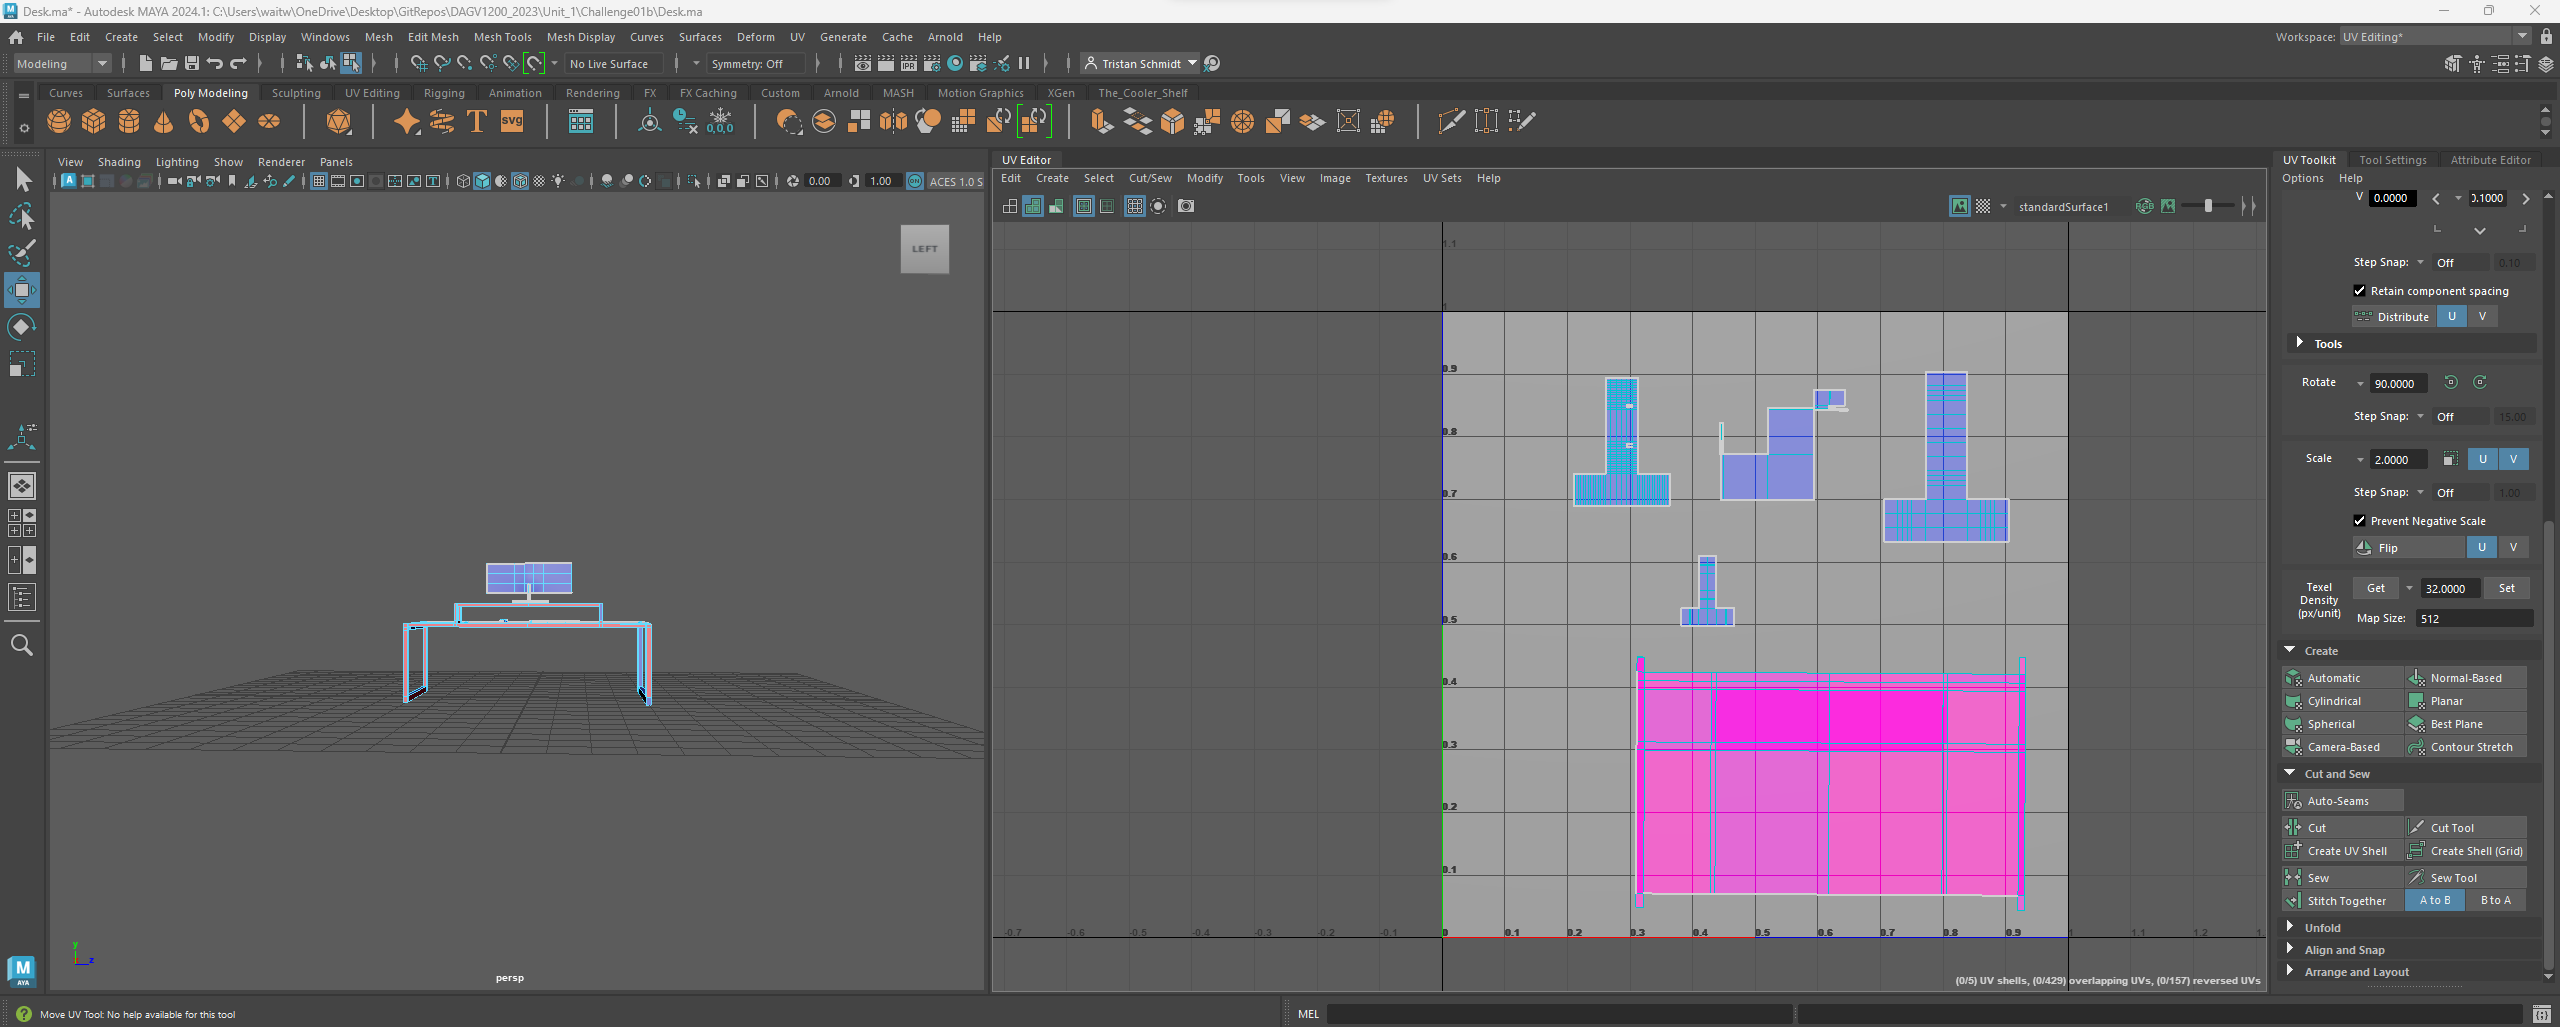 Desk.ma* - Autodesk MAYA 2024.1: C:\Users\waitw\OneDrive\Desktop\GitRepos\DAGV1200_2023\Unit_1\Challenge01b\Desk.ma
File Edit Create Select Modify Display Windows Mesh Edit Mesh Mesh Tools Mesh Display Curves Surfaces Deform UV Generate Cache Arnold Help
Workspace: UV Editing*
Modeling No Live Surface Symmetry: Off IPR Tristan Schmidt
Curves Surfaces Poly Modeling Sculpting UV Editing Rigging Animation Rendering FX FX Caching Custom Arnold MASH Motion Graphics XGen The_Cooler_Shelf
T SVG 0,0,0
View Shading Lighting Show Renderer Panels
0.00 1.00 ON ACES 1.0 S
LEFT
persp
y
z
UV Editor
Edit Create Select Cut/Sew Modify Tools View Image Textures UV Sets Help
standardSurface1 RGB
1.1
1
0.9
0.8
0.7
0.6
0.5
0.4
0.3
0.2
0.1
-0.7 -0.6 -0.5 -0.4 -0.3 -0.2 -0.1 0 0.1 0.2 0.3 0.4 0.5 0.6 0.7 0.8 0.9 1 1.1 1.2 1.
(0/5) UV shells, (0/429) overlapping UVs, (0/157) reversed UVs
UV Toolkit Tool Settings Attribute Editor
Options Help
V 0.0000 0.1000
Step Snap: Off 0.10
Retain component spacing
Distribute U V
Tools
Rotate 90.0000
Step Snap: Off 15.00
Scale 2.0000 U V
Step Snap: Off 1.00
Prevent Negative Scale
Flip U V
Texel Density (px/unit) Get 32.0000 Set
Map Size: 512
Create
Automatic Normal-Based
Cylindrical Planar
Spherical Best Plane
Camera-Based Contour Stretch
Cut and Sew
Auto-Seams
Cut Cut Tool
Create UV Shell Create Shell (Grid)
Sew Sew Tool
Stitch Together A to B B to A
Unfold
Align and Snap
Arrange and Layout
M
AYA
Move UV Tool: No help available for this tool
MEL